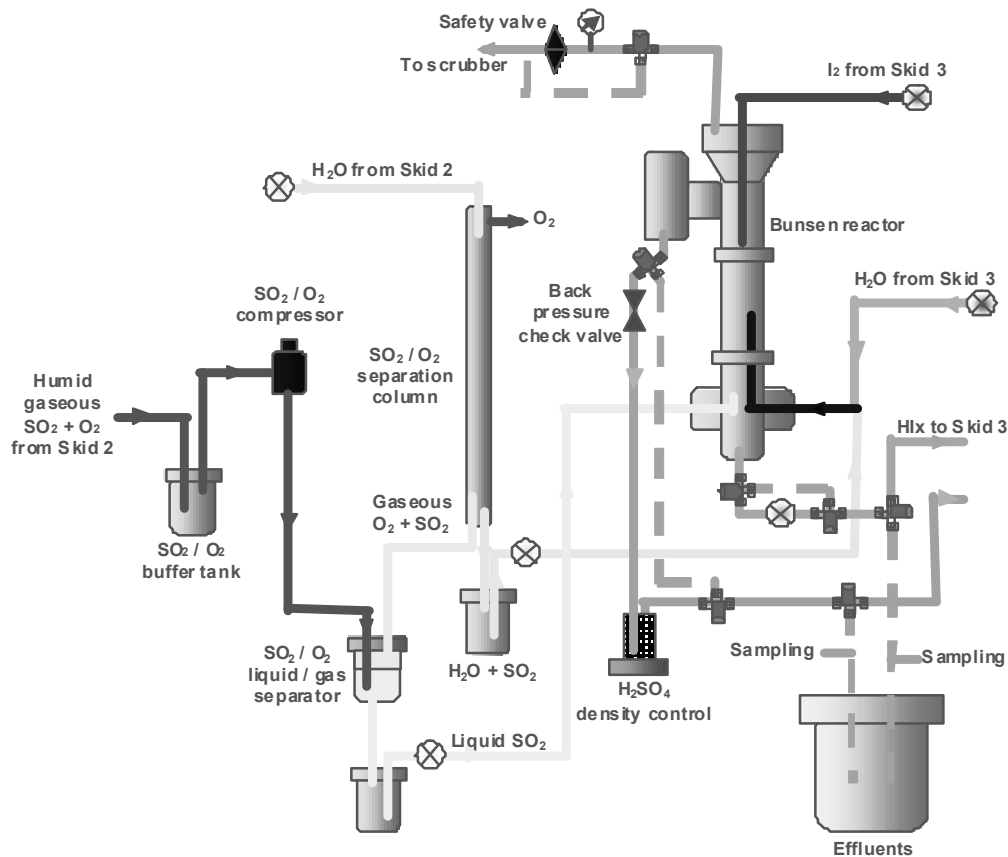 Safety valve
To scrubber
I₂ from Skid 3
H₂O from Skid 2
O₂
Bunsen reactor
H₂O from Skid 3
SO₂ / O₂
compressor
Back
pressure
check valve
SO₂ / O₂
separation
column
Humid
gaseous
SO₂ + O₂
from Skid 2
HIx to Skid 3
Gaseous
O₂ + SO₂
SO₂ / O₂
buffer tank
SO₂ / O₂
liquid / gas
separator
H₂O + SO₂
H₂SO₄
density control
Sampling
Sampling
Liquid SO₂
Effluents